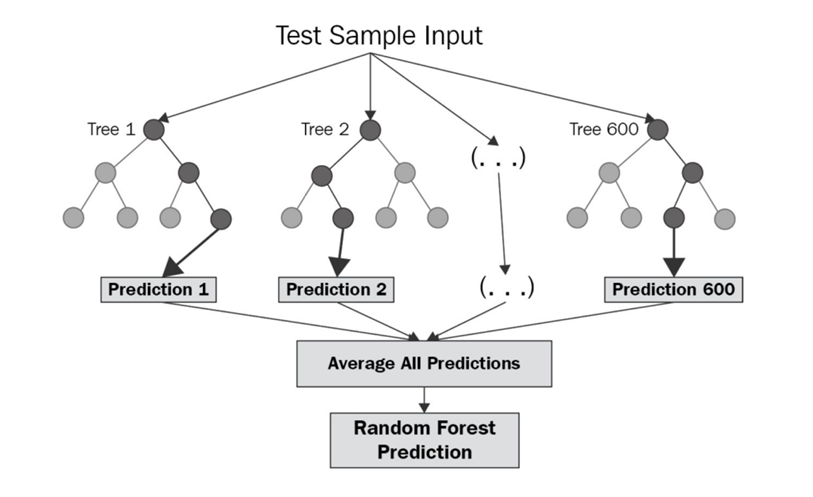 Test Sample Input
Tree 1
Tree 2
(. . .)
Tree 600
Prediction 1
Prediction 2
(. . .)
Prediction 600
Average All Predictions
Random Forest
Prediction